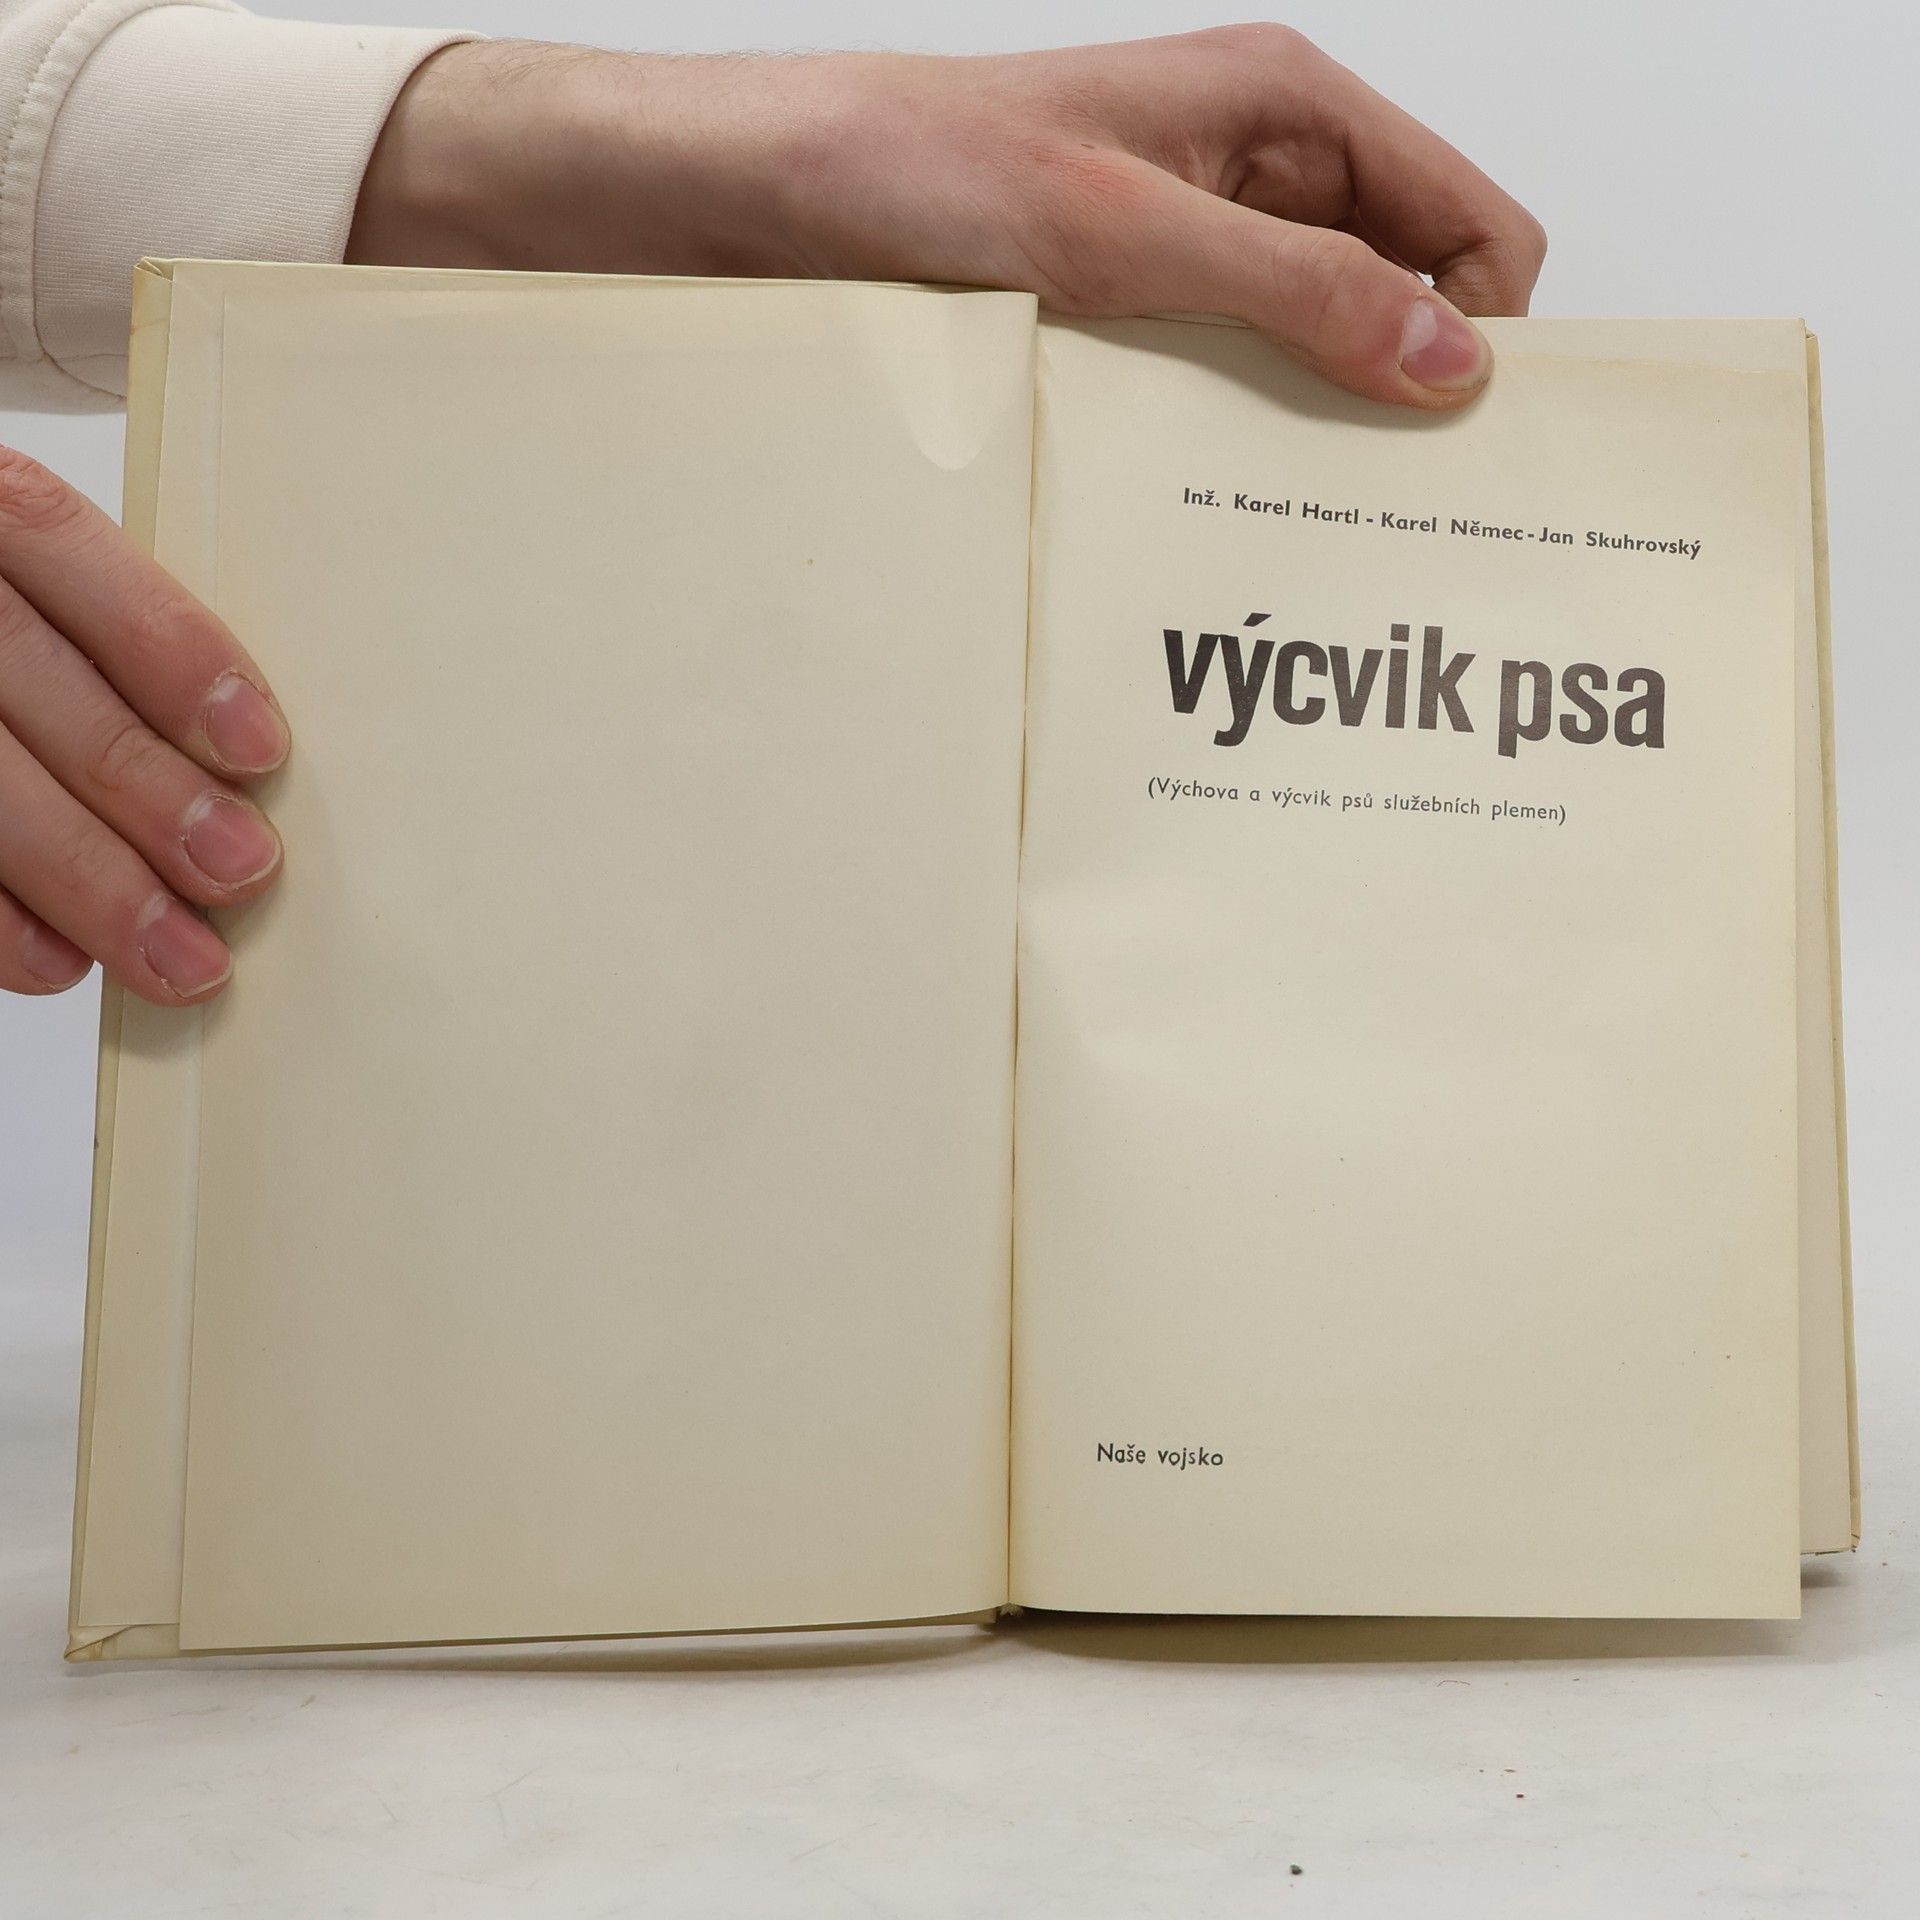 Inž. Karel Hartl - Karel Němec - Jan Skuhrovský
výcvik psa
(Výchova a výcvik psů služebních plemen)
Naše vojsko